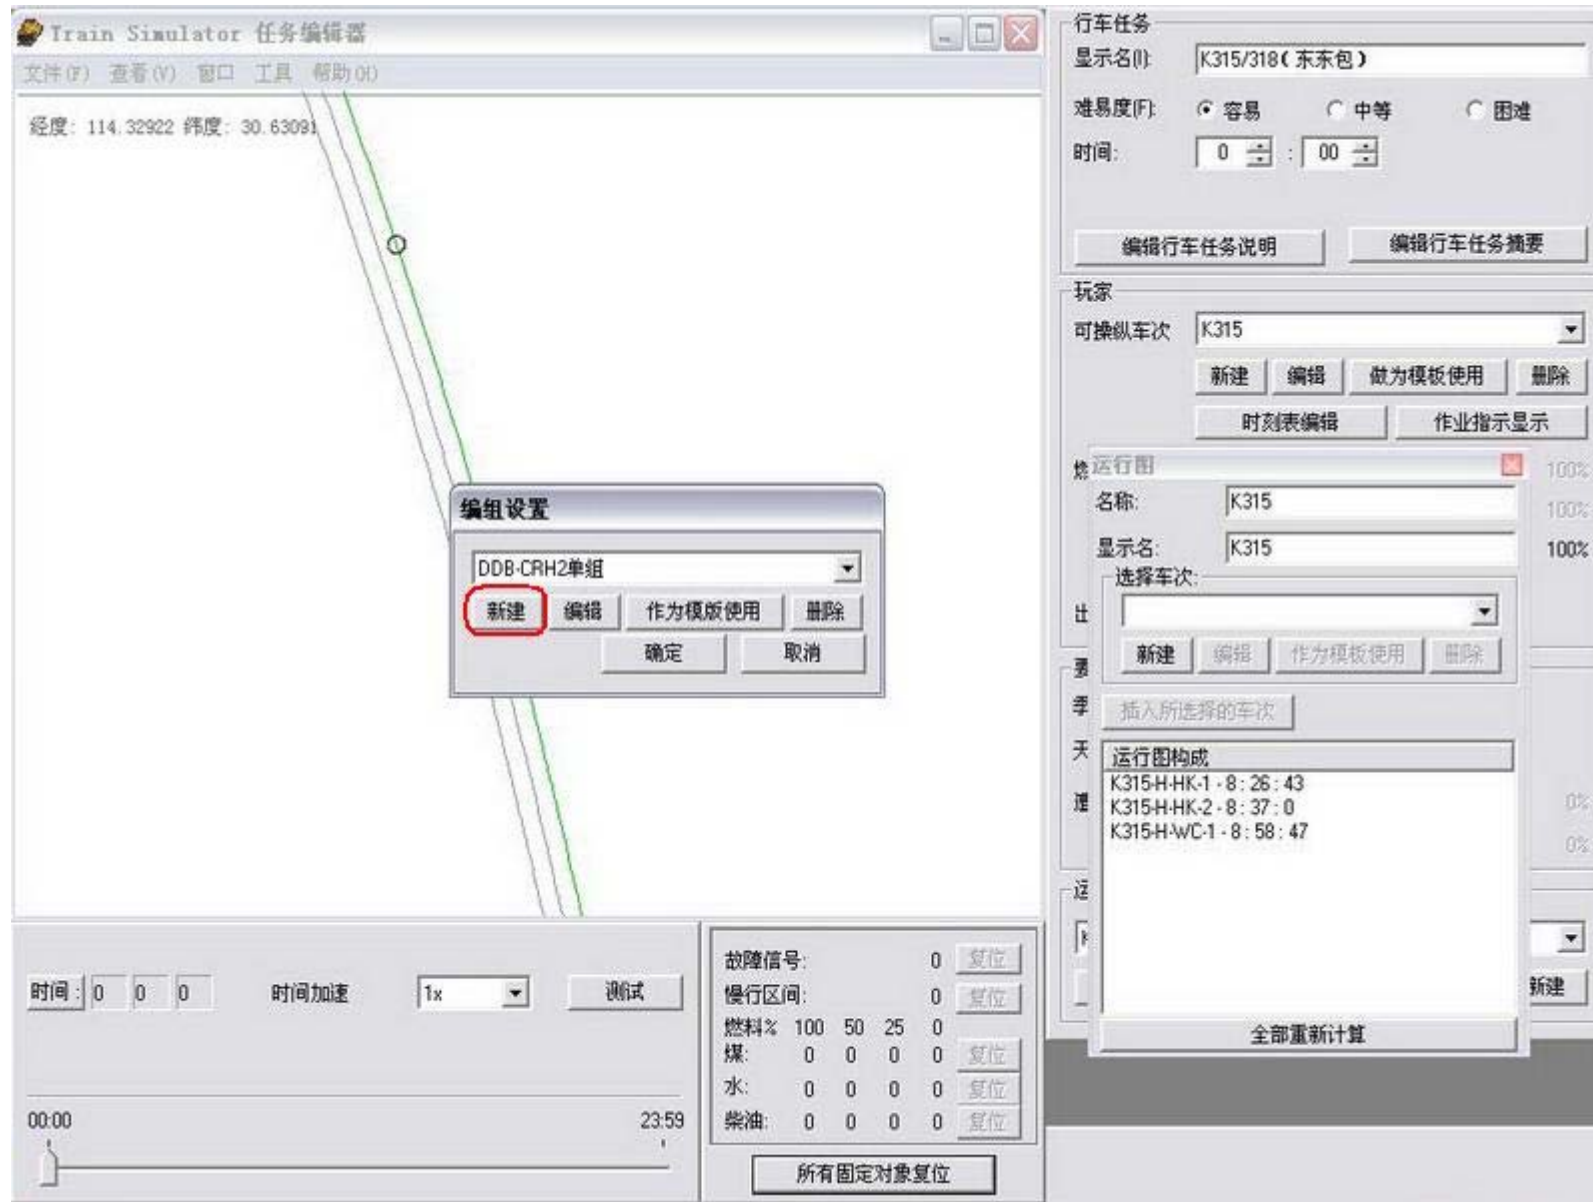 Train Simulator 任务编辑器
文件(F) 查看(V) 窗口 工具 帮助(H)
经度: 114.32922 纬度: 30.63091
行车任务
显示名(I): K315/318(东东包)
难易度(F): 容易 中等 困难
时间: 0 : 00
编辑行车任务说明 编辑行车任务摘要
玩家
可操纵车次 K315
新建 编辑 做为模板使用 删除
时刻表编辑 作业指示显示
运行图 100%
名称: K315 100%
显示名: K315 100%
选择车次:
新建 编辑 作为模板使用 删除
插入所选择的车次
运行图构成
K315-H-HK-1 - 8 : 26 : 43
K315-H-HK-2 - 8 : 37 : 0
K315-H-WC-1 - 8 : 58 : 47
0%
0%
新建
全部重新计算
编组设置
DDB-CRH2单组
新建 编辑 作为模版使用 删除
确定 取消
时间 : 0 0 0 时间加速 1x 测试
00:00 23:59
故障信号: 0 复位
慢行区间: 0 复位
燃料% 100 50 25 0
煤: 0 0 0 0 复位
水: 0 0 0 0 复位
柴油: 0 0 0 0 复位
所有固定对象复位